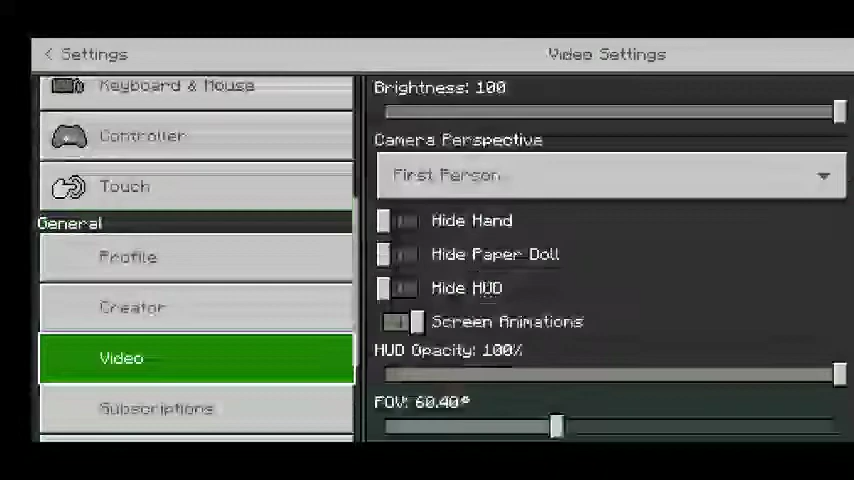 < Settings
Video Settings
Keyboard & Mouse
Controller
Touch
General
Profile
Creator
Video
Subscriptions
Brightness: 100
Camera Perspective
First Person
Hide Hand
Hide Paper Doll
Hide HUD
Screen Animations
HUD Opacity: 100%
FOV: 60.40°